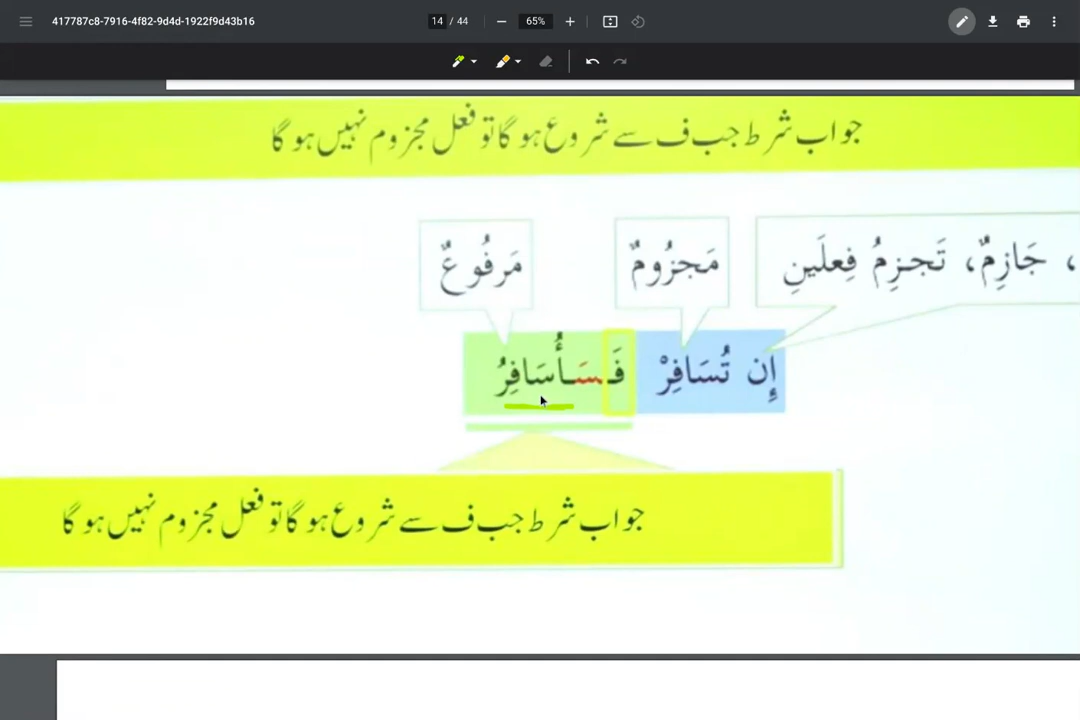 417787c8-7916-4f82-9d4d-1922f9d43b16
14 / 44
65%
جواب شرط جب ف سے شروع ہو گا تو فعل مجزوم نہیں ہو گا
، جَازِمٌ، تَجزِمُ فِعلَينِ
مَجزُومٌ
مَرفُوعٌ
إِن تُسَافِرْ فَسَأُسَافِرُ
جواب شرط جب ف سے شروع ہو گا تو فعل مجزوم نہیں ہو گا